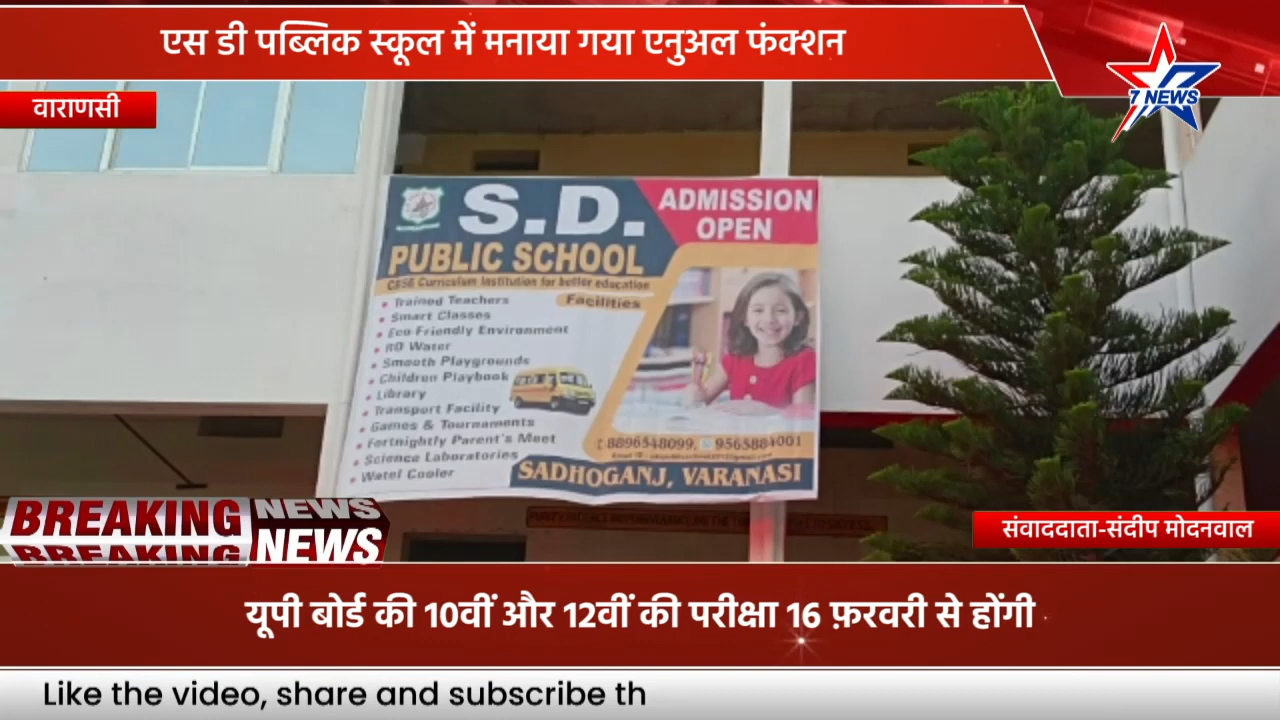 एस डी पब्लिक स्कूल में मनाया गया एनुअल फंक्शन
7 NEWS
वाराणसी
S.D.
PUBLIC SCHOOL
ADMISSION
OPEN
CBSE Curriculum Institution for better education
Facilities
• Trained Teachers
• Smart Classes
• Eco-Friendly Environment
• RO Water
• Smooth Playgrounds
• Children Playbook
• Library
• Transport Facility
• Games & Tournaments
• Fortnightly Parent's Meet
• Science Laboratories
• Watel Cooler
8896548099, 9565884001
SADHOGANJ, VARANASI
BREAKING NEWS
BREAKING NEWS
संवाददाता-संदीप मोदनवाल
यूपी बोर्ड की 10वीं और 12वीं की परीक्षा 16 फ़रवरी से होंगी
Like the video, share and subscribe th